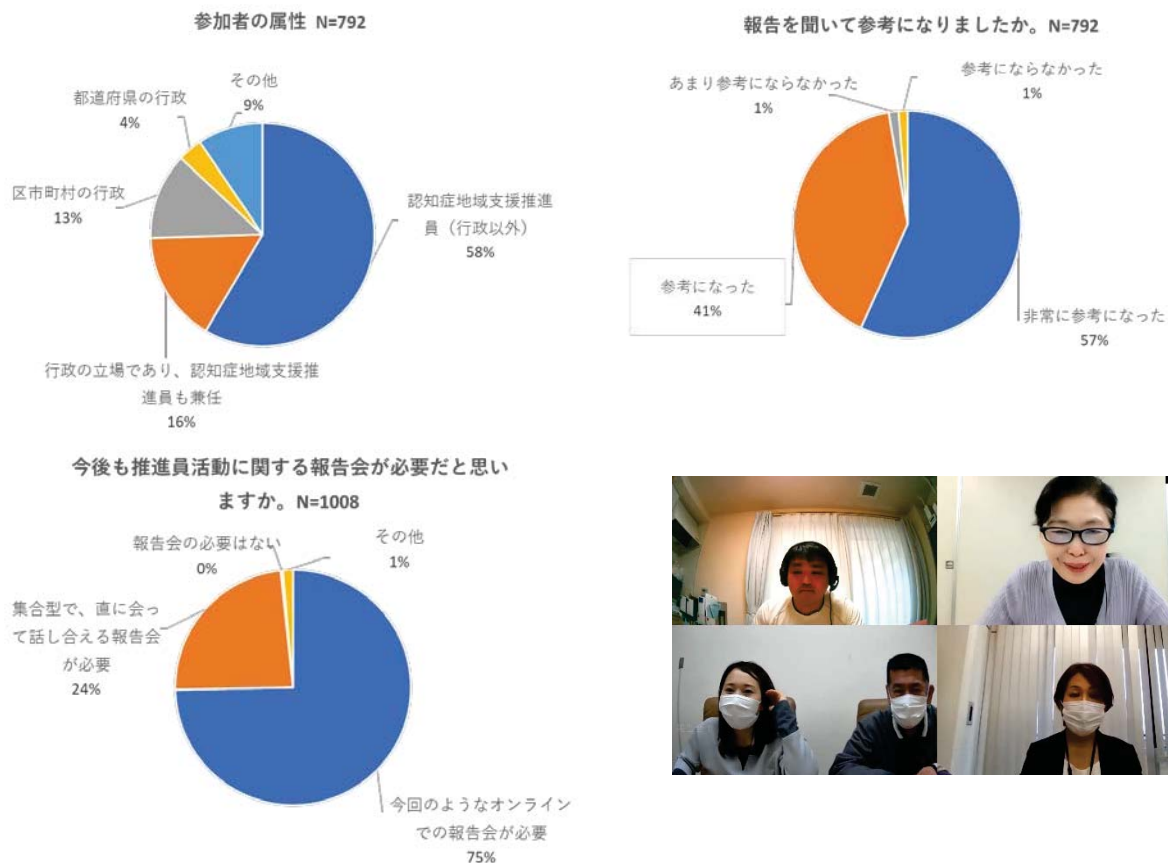 参加者の属性 N=792
その他
9%
都道府県の行政
4%
区市町村の行政
13%
認知症地域支援推進
員（行政以外）
58%
行政の立場であり、認知症地域支援推
進員も兼任
16%
報告を聞いて参考になりましたか。N=792
参考にならなかった
1%
あまり参考にならなかった
1%
参考になった
41%
非常に参考になった
57%
今後も推進員活動に関する報告会が必要だと思い
ますか。N=1008
報告会の必要はない
0%
その他
1%
集合型で、直に会っ
て話し合える報告会
が必要
24%
今回のようなオンライン
での報告会が必要
75%